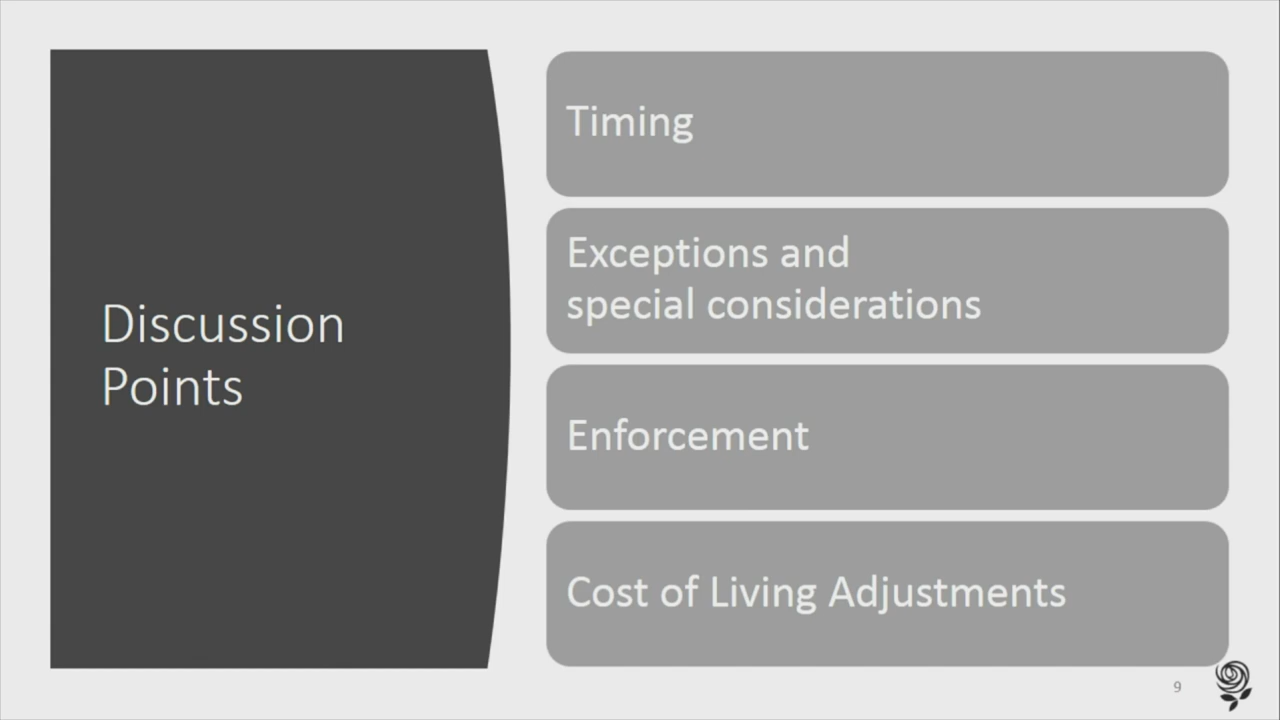 Discussion
Points
Timing
Exceptions and
special considerations
Enforcement
Cost of Living Adjustments
9